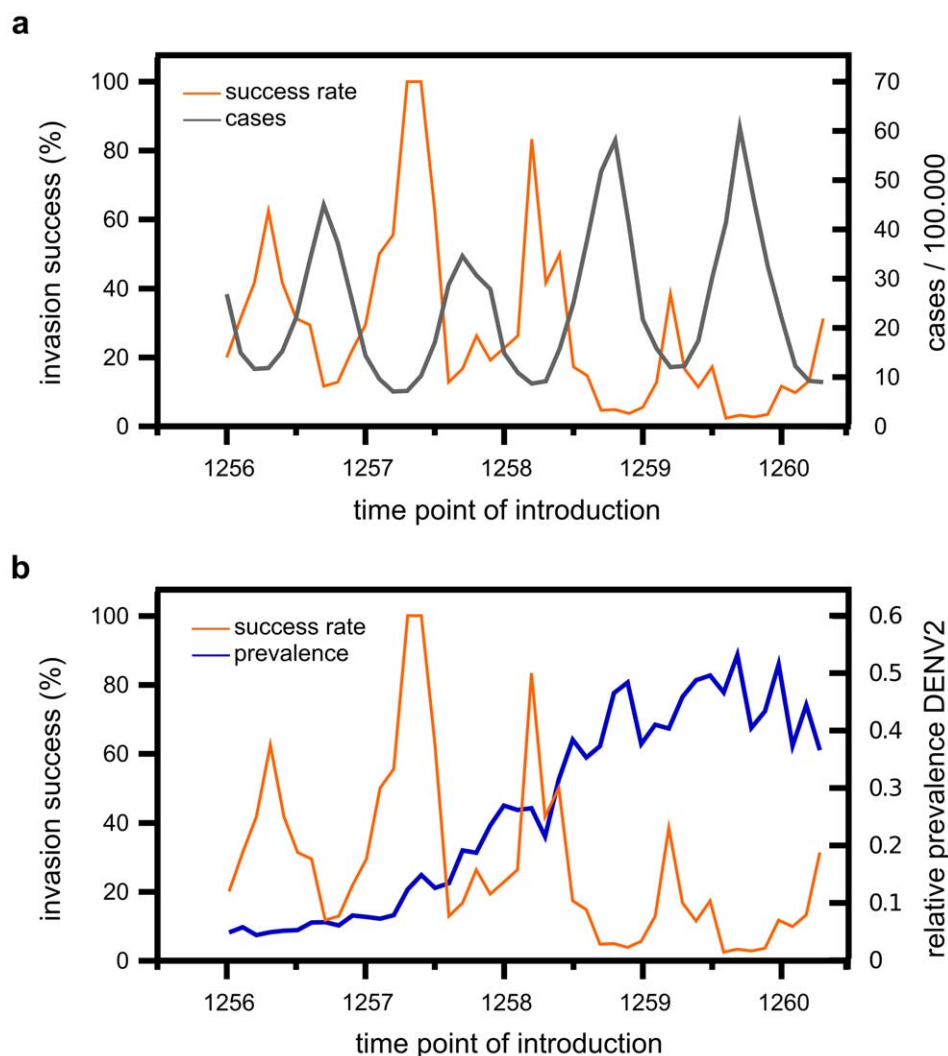 a
success rate
cases
invasion success (%)
100
80
60
40
20
0
70
60
50
40
30
20
10
0
cases / 100.000
1256 1257 1258 1259 1260
time point of introduction
b
success rate
prevalence
invasion success (%)
100
80
60
40
20
0
0.6
0.5
0.4
0.3
0.2
0.1
0
relative prevalence DENV2
1256 1257 1258 1259 1260
time point of introduction